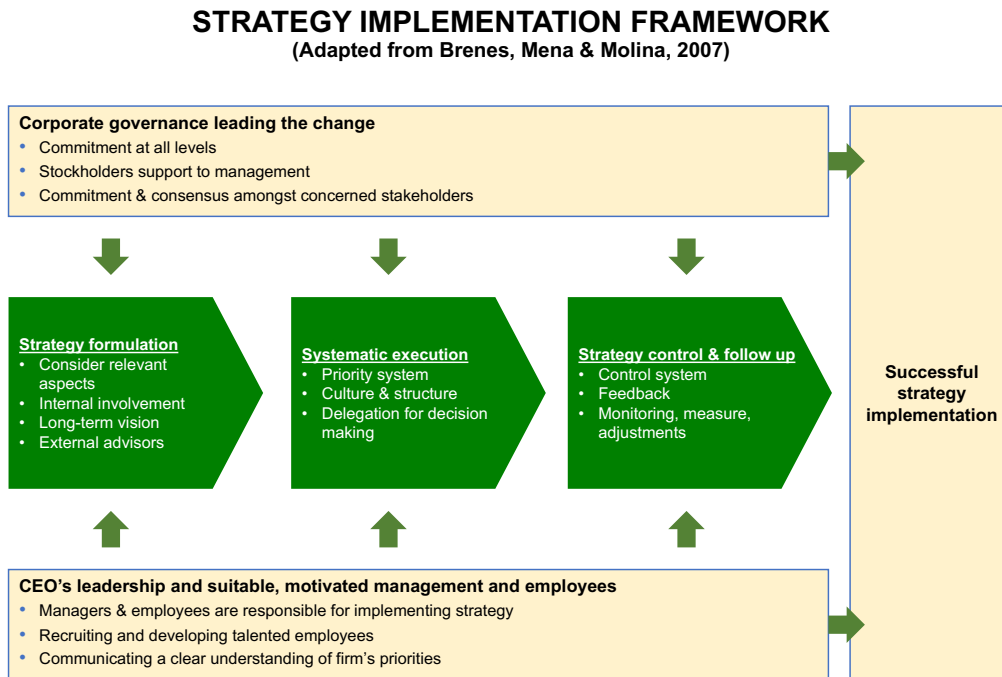 STRATEGY IMPLEMENTATION FRAMEWORK
(Adapted from Brenes, Mena & Molina, 2007)
Corporate governance leading the change
• Commitment at all levels
• Stockholders support to management
• Commitment & consensus amongst concerned stakeholders
Strategy formulation
• Consider relevant
aspects
• Internal involvement
• Long-term vision
• External advisors
Systematic execution
• Priority system
• Culture & structure
• Delegation for decision
making
Strategy control & follow up
• Control system
• Feedback
• Monitoring, measure,
adjustments
Successful
strategy
implementation
CEO’s leadership and suitable, motivated management and employees
• Managers & employees are responsible for implementing strategy
• Recruiting and developing talented employees
• Communicating a clear understanding of firm’s priorities